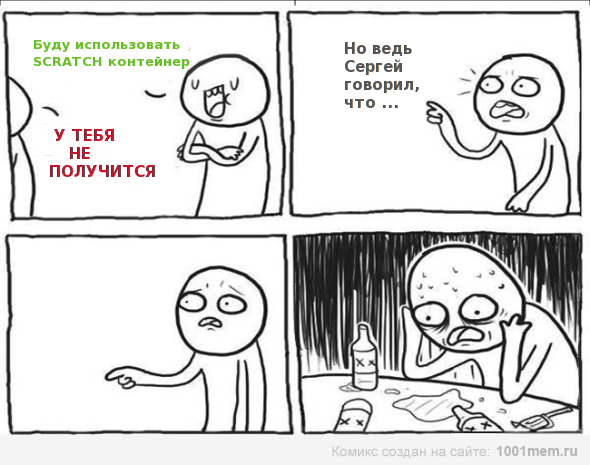 Буду использовать
SCRATCH контейнер
У ТЕБЯ
НЕ
ПОЛУЧИТСЯ
Но ведь
Сергей
говорил,
что ...
x x
x x
x x
Комикс создан на сайте: 1001mem.ru